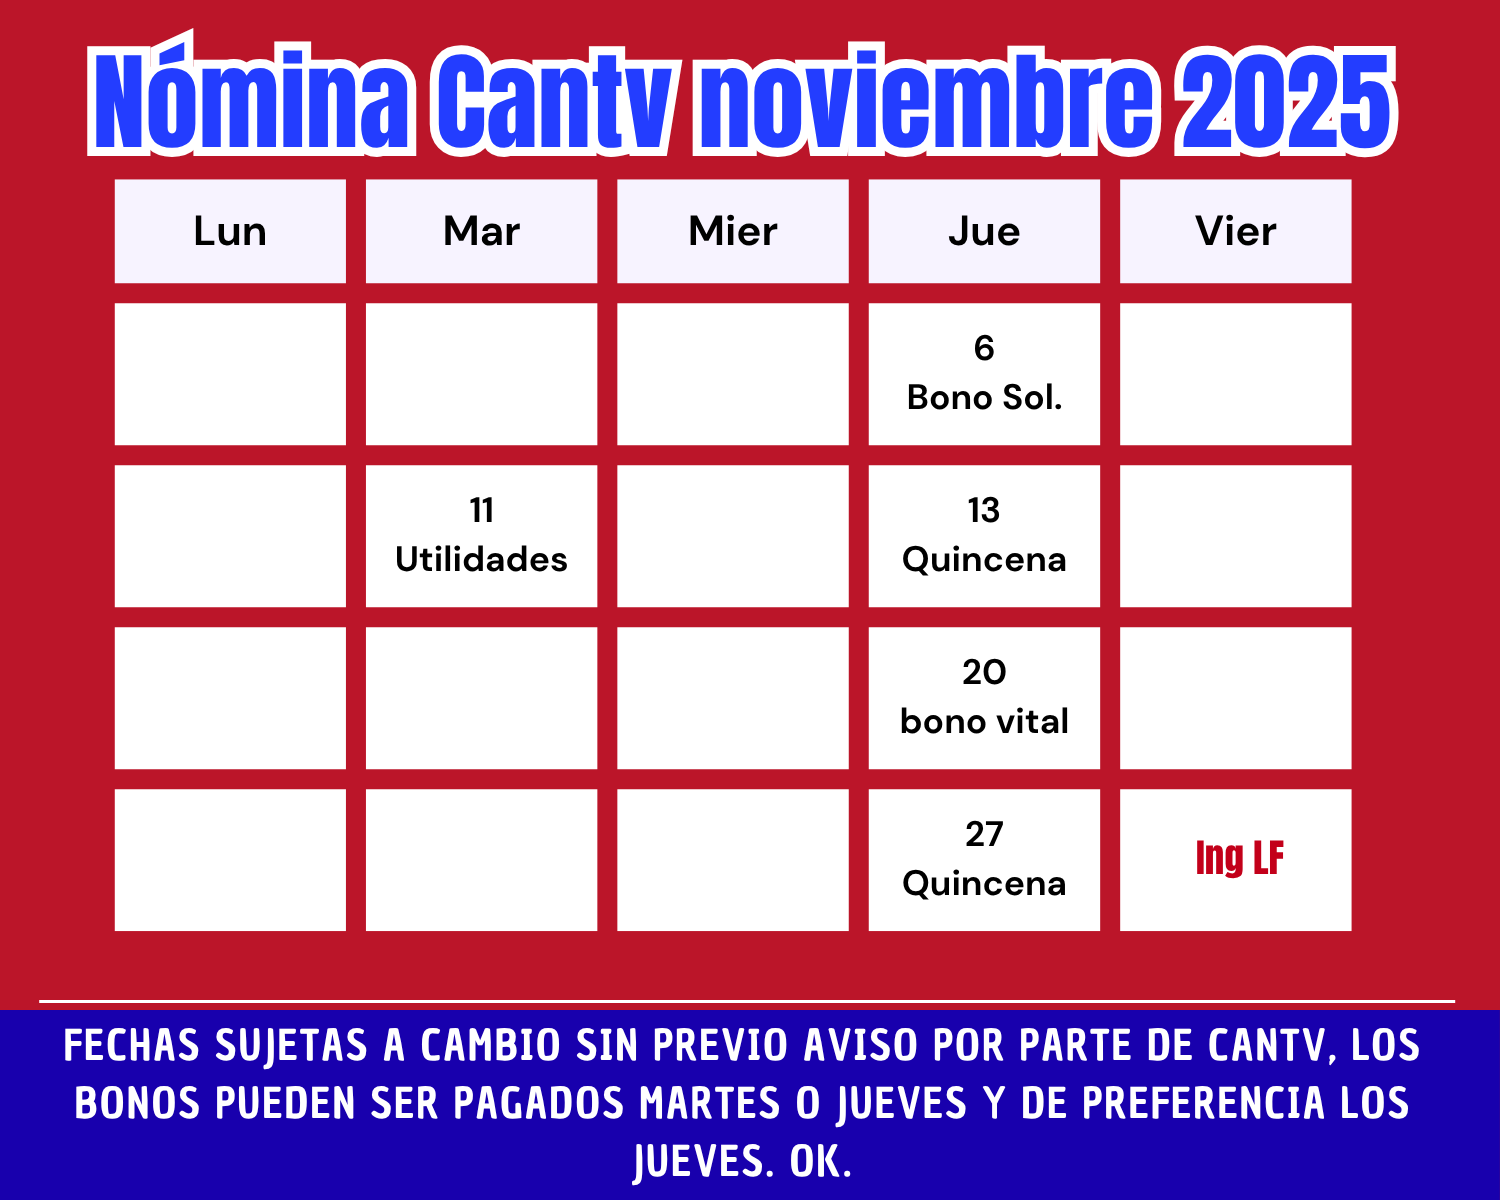 Nómina Cantv noviembre 2025
Lun Mar Mier Jue Vier
6
Bono Sol.
11
Utilidades
13
Quincena
20
bono vital
27
Quincena
Ing LF
FECHAS SUJETAS A CAMBIO SIN PREVIO AVISO POR PARTE DE CANTV, LOS
BONOS PUEDEN SER PAGADOS MARTES O JUEVES Y DE PREFERENCIA LOS
JUEVES. OK.